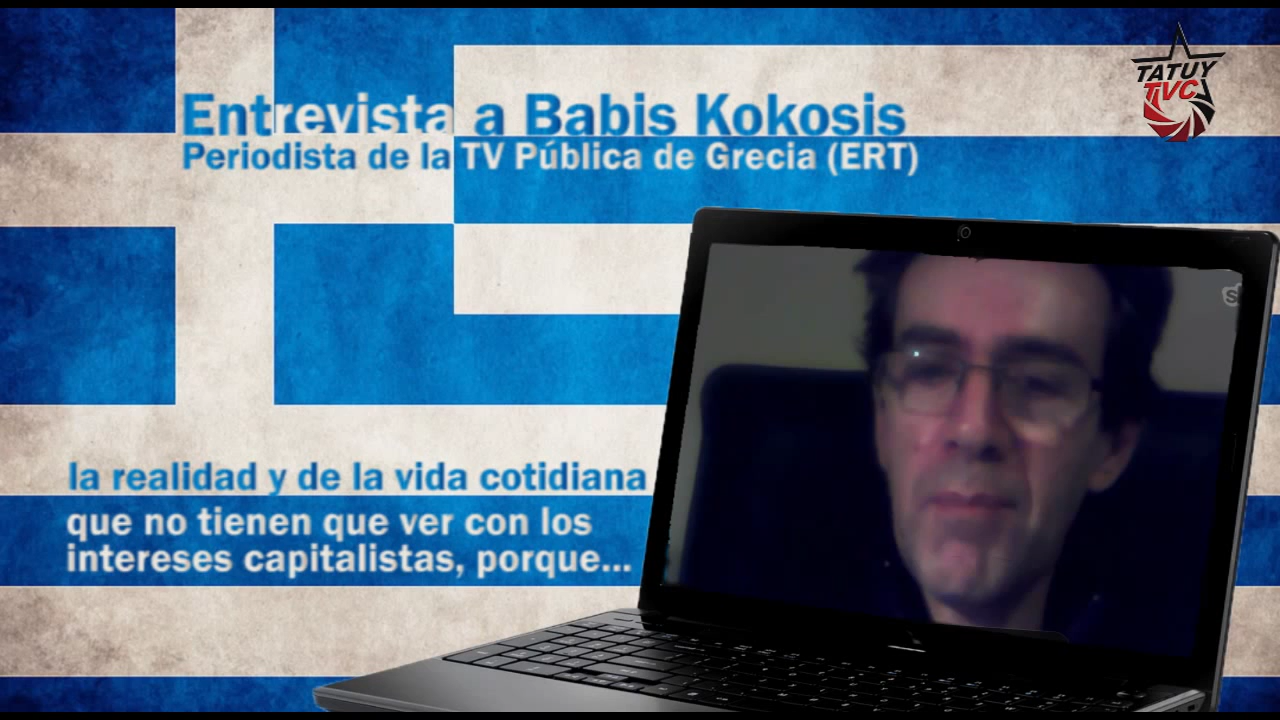 TATUY
TVC
Entrevista a Babis Kokosis
Periodista de la TV Pública de Grecia (ERT)
la realidad y de la vida cotidiana
que no tienen que ver con los
intereses capitalistas, porque...